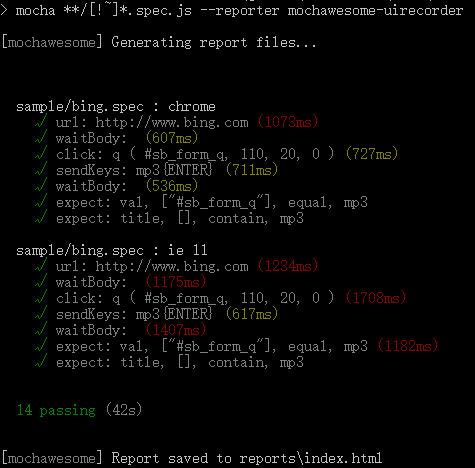 > mocha **/[!~]*.spec.js --reporter mochawesome-uirecorder
[mochawesome] Generating report files...
sample/bing.spec : chrome
✓ url: http://www.bing.com (1073ms)
✓ waitBody:  (607ms)
✓ click: q ( #sb_form_q, 110, 20, 0 ) (727ms)
✓ sendKeys: mp3{ENTER} (711ms)
✓ waitBody:  (536ms)
✓ expect: val, ["#sb_form_q"], equal, mp3
✓ expect: title, [], contain, mp3
sample/bing.spec : ie 11
✓ url: http://www.bing.com (1234ms)
✓ waitBody:  (1175ms)
✓ click: q ( #sb_form_q, 110, 20, 0 ) (1708ms)
✓ sendKeys: mp3{ENTER} (617ms)
✓ waitBody:  (1407ms)
✓ expect: val, ["#sb_form_q"], equal, mp3 (1182ms)
✓ expect: title, [], contain, mp3
14 passing (42s)
[mochawesome] Report saved to reports\index.html